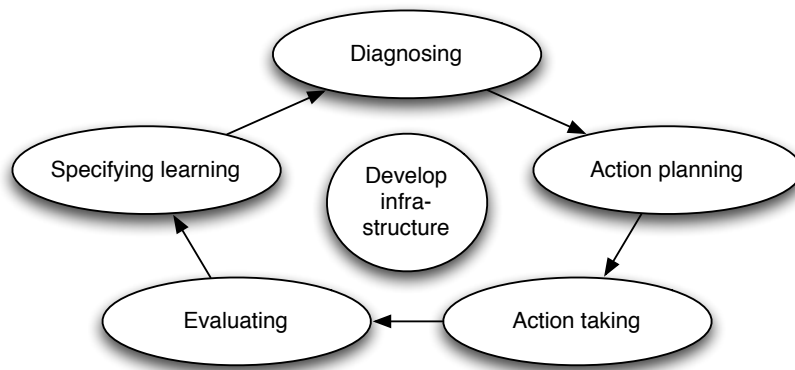 Diagnosing
Specifying learning
Action planning
Develop
infra-
structure
Evaluating
Action taking